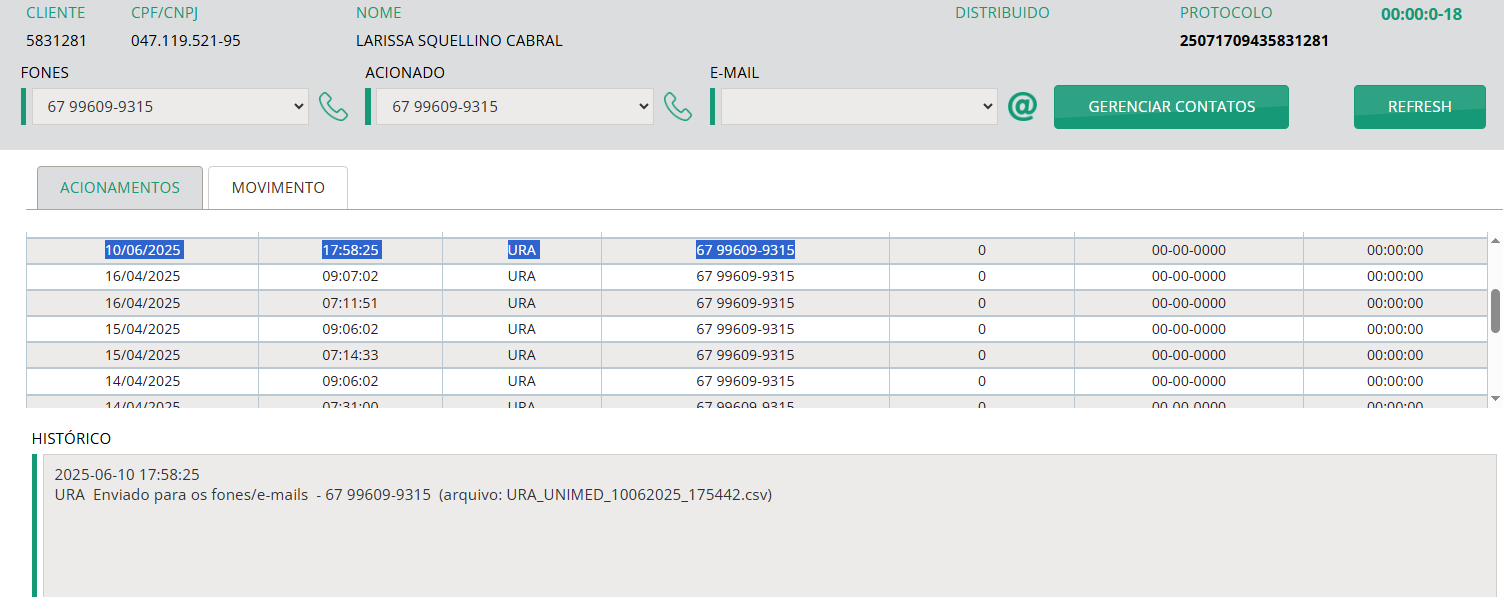 CLIENTE CPF/CNPJ NOME DISTRIBUIDO PROTOCOLO 00:00:0-18
5831281 047.119.521-95 LARISSA SQUELLINO CABRAL 25071709435831281
FONES ACIONADO E-MAIL
67 99609-9315 67 99609-9315 @ GERENCIAR CONTATOS REFRESH
ACIONAMENTOS MOVIMENTO
10/06/2025 17:58:25 URA 67 99609-9315 0 00-00-0000 00:00:00
16/04/2025 09:07:02 URA 67 99609-9315 0 00-00-0000 00:00:00
16/04/2025 07:11:51 URA 67 99609-9315 0 00-00-0000 00:00:00
15/04/2025 09:06:02 URA 67 99609-9315 0 00-00-0000 00:00:00
15/04/2025 07:14:33 URA 67 99609-9315 0 00-00-0000 00:00:00
14/04/2025 09:06:02 URA 67 99609-9315 0 00-00-0000 00:00:00
14/04/2025 07:31:00 URA 67 99609-9315 0 00-00-0000 00:00:00
HISTÓRICO
2025-06-10 17:58:25
URA Enviado para os fones/e-mails - 67 99609-9315 (arquivo: URA_UNIMED_10062025_175442.csv)